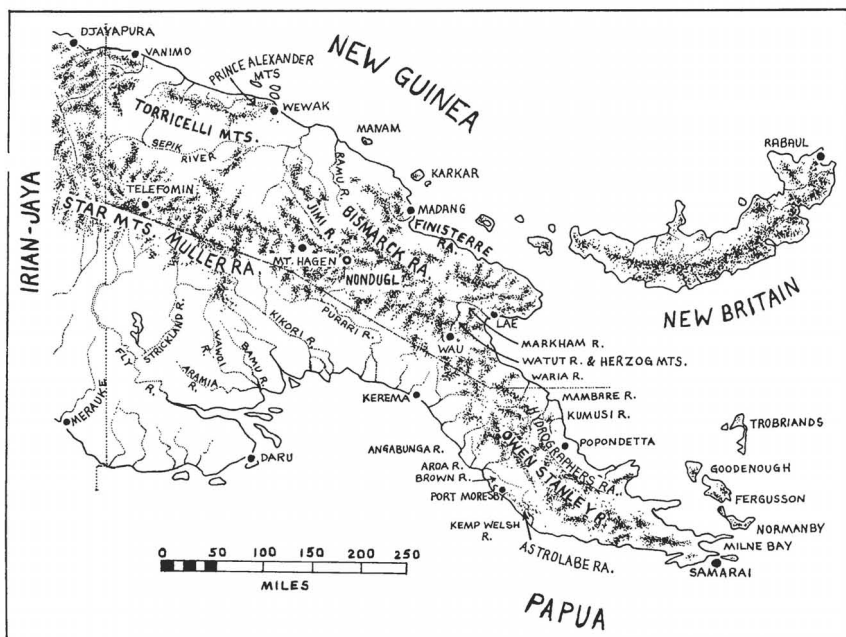 DJAYAPURA
VANIMO
NEW GUINEA
PRINCE ALEXANDER
MTS
WEWAK
TORRICELLI MTS.
MANAM
RABAUL
SEPIK
RIVER
RAMU R.
KARKAR
IRIAN-JAYA
TELEFOMIN
JIMI R.
MADANG
STAR MTS.
MULLER RA
BISMARCK RA
FINISTERRE
RA.
MT. HAGEN
NONDUGL
NEW BRITAIN
LAE
STRICKLAND R.
WAWOI
R.
BAMU R.
KIKORI R.
PURARI R.
WAU
MARKHAM R.
WATUT R. & HERZOG MTS.
WARIA R.
FLY
R.
ARAMIA
R.
MERAUKE
KEREMA
MAMBARE R.
KUMUSI R.
TROBRIANDS
DARU
ANGABUNGA R.
HYDROGRAPHERS RA.
POPONDETTA
OWEN STANLEY R.
GOODENOUGH
AROA R.
BROWN R.
FERGUSSON
PORT MORESBY
NORMANBY
KEMP WELSH
R.
MILNE BAY
ASTROLABE RA.
SAMARAI
0 50 100 150 200 250
MILES
PAPUA